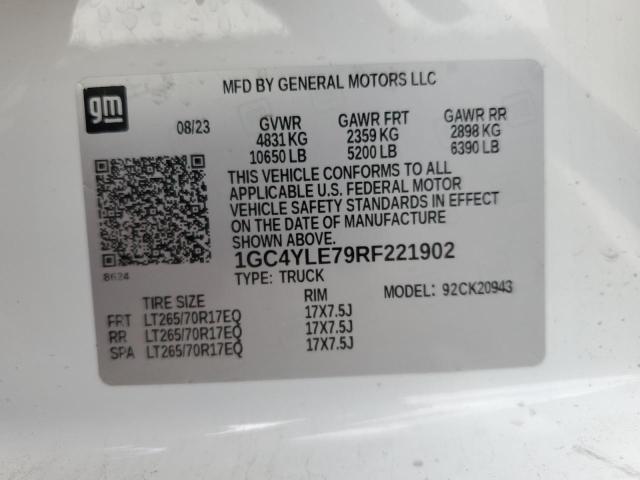 MFD BY GENERAL MOTORS LLC
gm
08/23 GVWR GAWR FRT GAWR RR
4831 KG 2359 KG 2898 KG
10650 LB 5200 LB 6390 LB
THIS VEHICLE CONFORMS TO ALL
APPLICABLE U.S. FEDERAL MOTOR
VEHICLE SAFETY STANDARDS IN EFFECT
ON THE DATE OF MANUFACTURE
SHOWN ABOVE.
8624
1GC4YLE79RF221902
TYPE: TRUCK
MODEL: 92CK20943
TIRE SIZE RIM
FRT LT265/70R17EQ 17X7.5J
RR LT265/70R17EQ 17X7.5J
SPA LT265/70R17EQ 17X7.5J